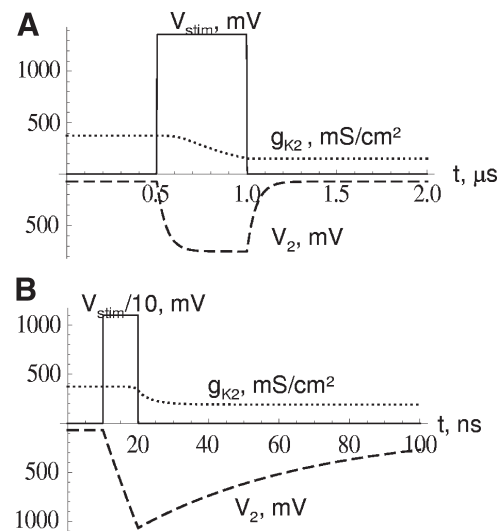 A
V_stim, mV
1000
500
g_K2, mS/cm²
0.5
1.0
1.5
2.0
t, μs
500
V_2, mV
B
V_stim/10, mV
1000
500
g_K2, mS/cm²
t, ns
20
40
60
80
100
500
1000
V_2, mV